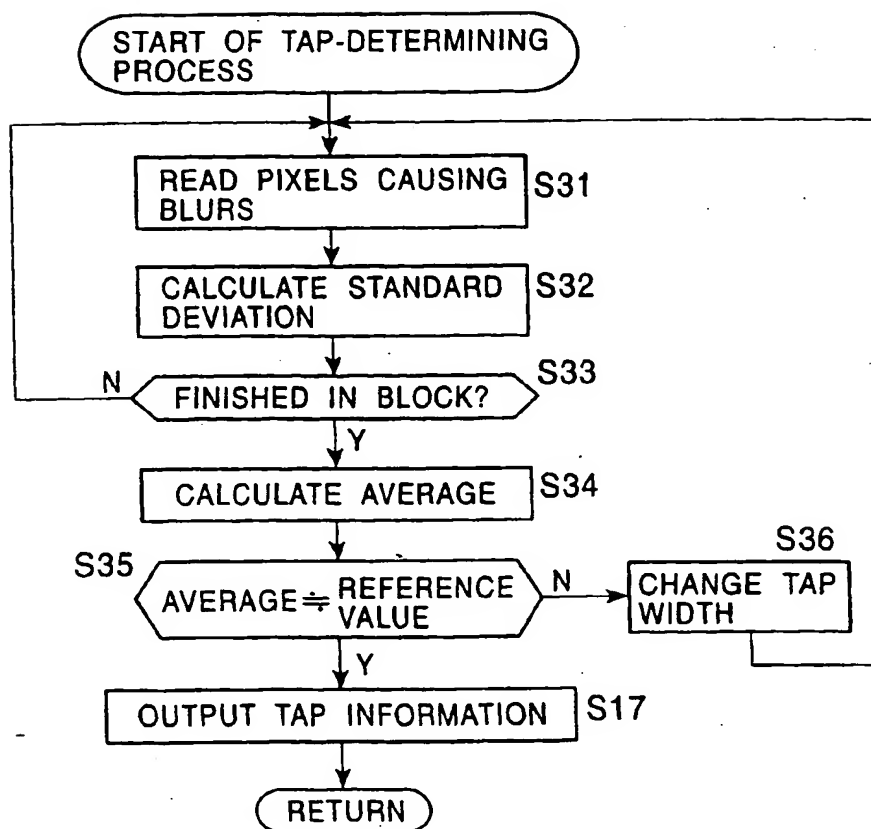 START OF TAP-DETERMINING
PROCESS
READ PIXELS CAUSING
BLURS
S31
CALCULATE STANDARD
DEVIATION
S32
N
FINISHED IN BLOCK?
S33
Y
CALCULATE AVERAGE
S34
S35
AVERAGE≒REFERENCE
VALUE
N
S36
CHANGE TAP
WIDTH
Y
OUTPUT TAP INFORMATION
S17
RETURN